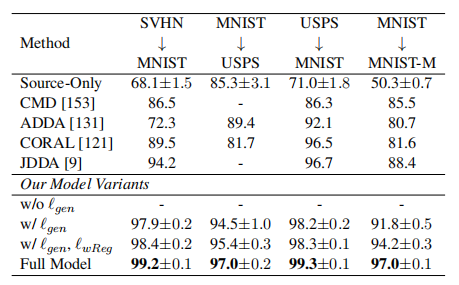 SVHN MNIST USPS MNIST
Method ↓ ↓ ↓ ↓
MNIST USPS MNIST MNIST-M
Source-Only 68.1±1.5 85.3±3.1 71.0±1.8 50.3±0.7
CMD [153] 86.5 - 86.3 85.5
ADDA [131] 72.3 89.4 92.1 80.7
CORAL [121] 89.5 81.7 96.5 81.6
JDDA [9] 94.2 - 96.7 88.4
Our Model Variants
w/o ℓgen - - - -
w/ ℓgen 97.9±0.2 94.5±1.0 98.2±0.2 91.8±0.5
w/ ℓgen, ℓwReg 98.4±0.2 95.4±0.3 98.3±0.1 94.2±0.3
Full Model 99.2±0.1 97.0±0.2 99.3±0.1 97.0±0.1